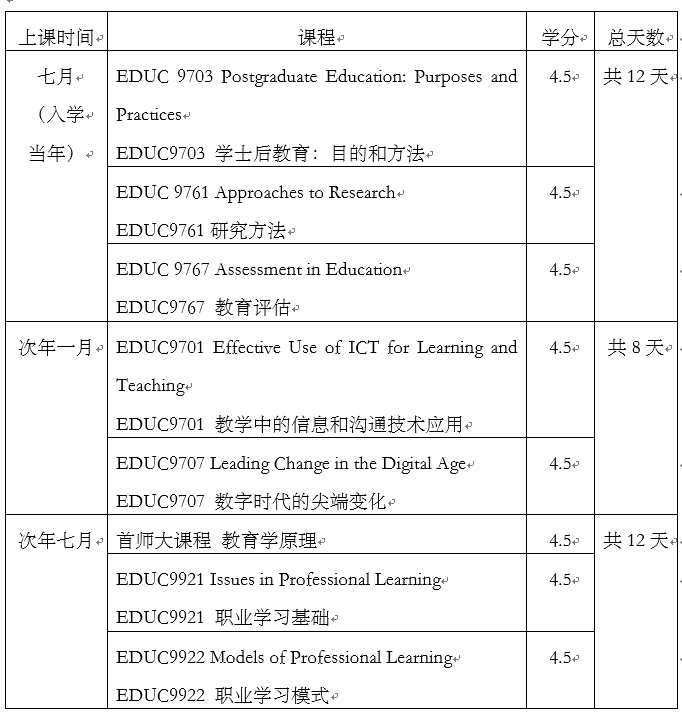 上课时间 课程 学分 总天数
七月 EDUC 9703 Postgraduate Education: Purposes and 4.5 共 12 天
（入学 Practices
当年） EDUC9703 学士后教育：目的和方法
EDUC 9761 Approaches to Research 4.5
EDUC9761 研究方法
EDUC 9767 Assessment in Education 4.5
EDUC9767 教育评估
次年一月 EDUC9701 Effective Use of ICT for Learning and 4.5 共 8 天
Teaching
EDUC9701 教学中的信息和沟通技术应用
EDUC9707 Leading Change in the Digital Age 4.5
EDUC9707 数字时代的尖端变化
次年七月 首师大课程 教育学原理 4.5 共 12 天
EDUC9921 Issues in Professional Learning 4.5
EDUC9921 职业学习基础
EDUC9922 Models of Professional Learning 4.5
EDUC9922 职业学习模式